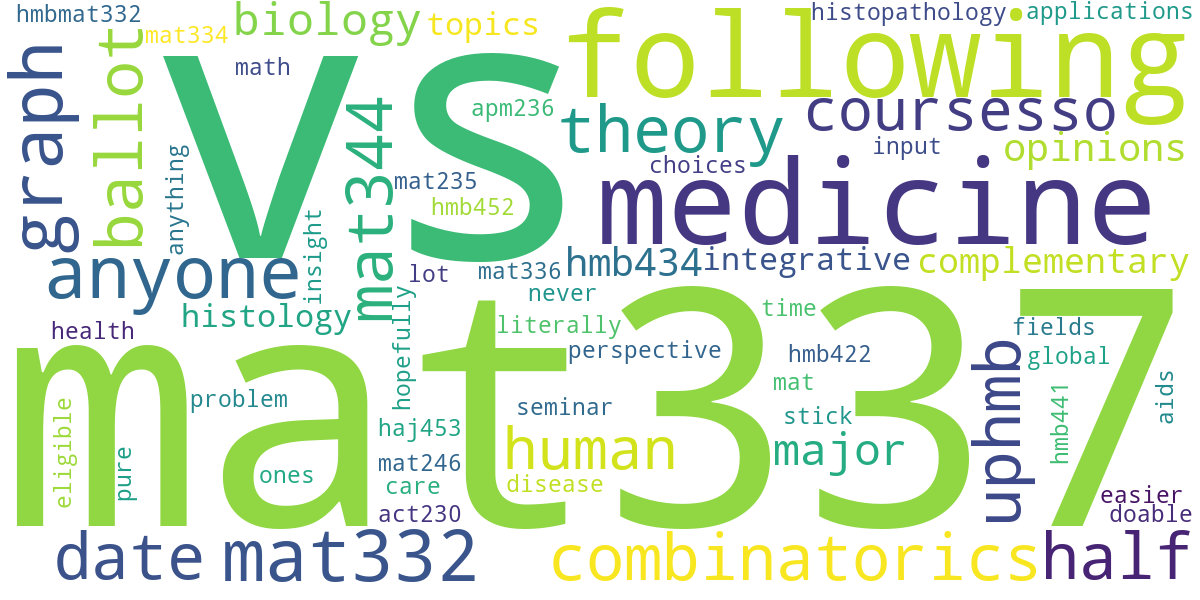 hmbmat332
mat334
biology
topics
histopathology
applications
following
graph
ballot
math
vs
mat344
apm236
theory
coursesso
input
opinions
choices
anything
mat235
hmb452
medicine
anyone
insight
lot
mat336
hmb434
integrative
complementary
never
histology
hopefully
literally
time
fields
health
perspective
hmb422
global
mat337
mat
problem
seminar
stick
uphmb
hmb441
aids
eligible
pure
haj453
human
major
mat246
ones
care
disease
act230
easier
doable
date
mat332
combinatorics
half